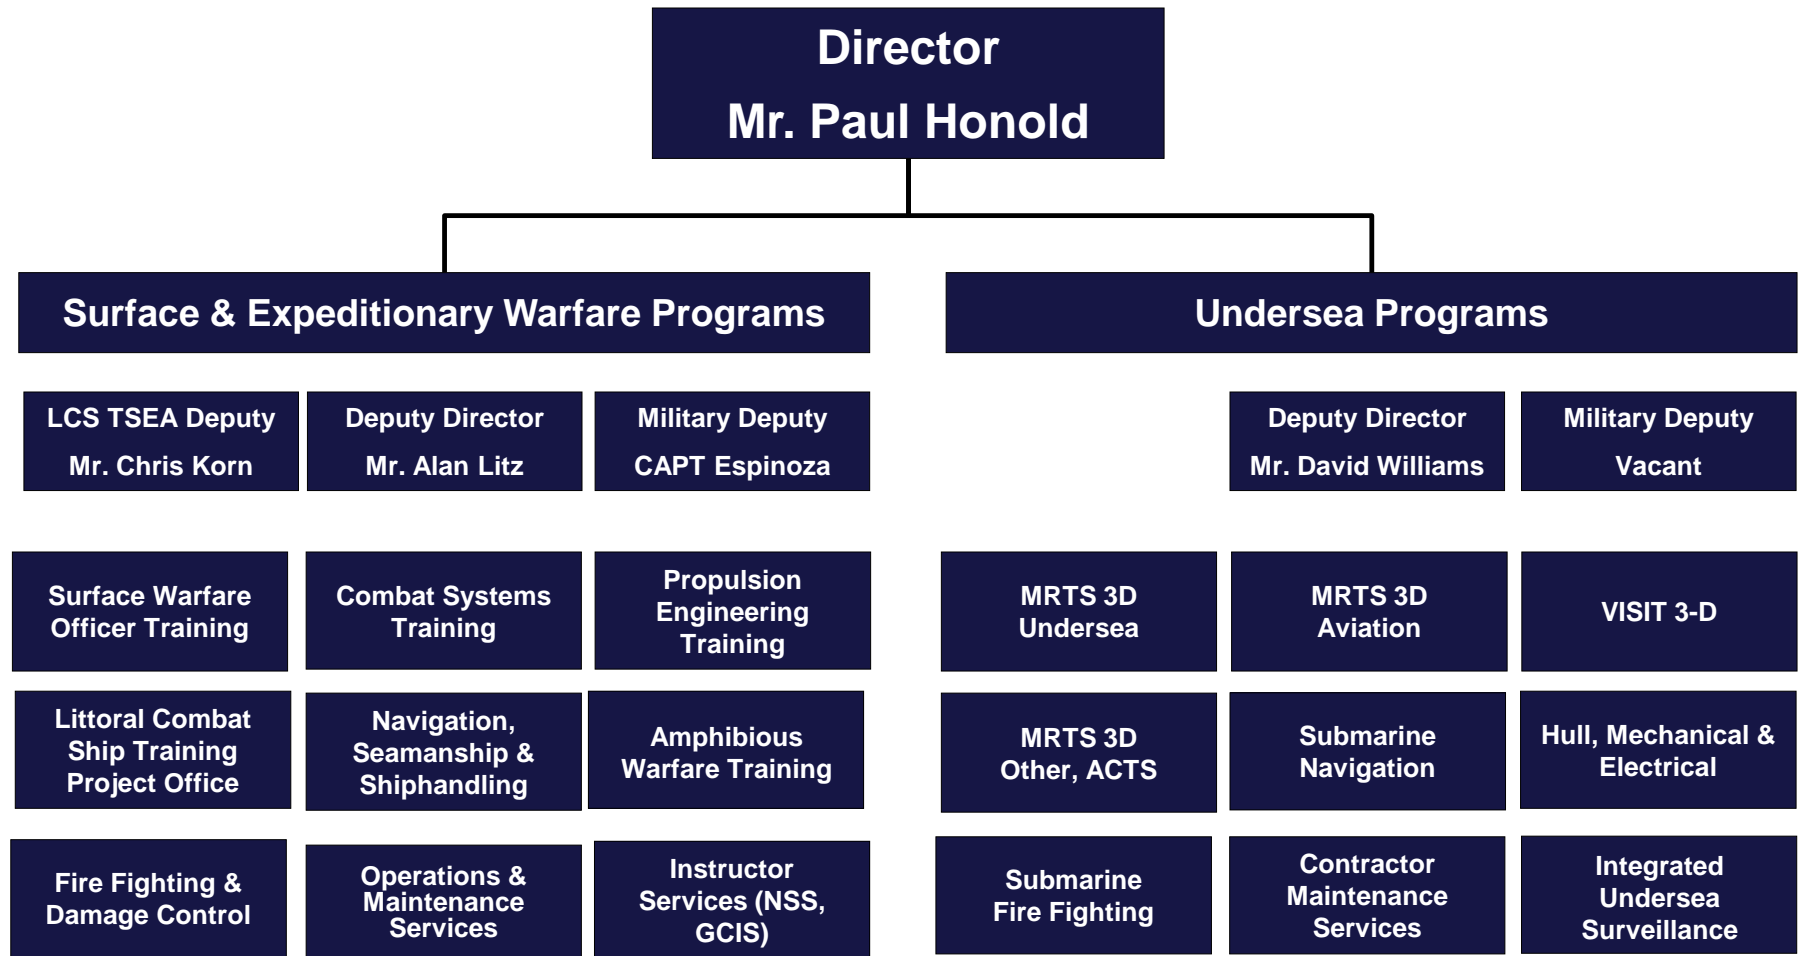 Director
Mr. Paul Honold
Surface & Expeditionary Warfare Programs
Undersea Programs
LCS TSEA Deputy
Mr. Chris Korn
Deputy Director
Mr. Alan Litz
Military Deputy
CAPT Espinoza
Deputy Director
Mr. David Williams
Military Deputy
Vacant
Surface Warfare
Officer Training
Combat Systems
Training
Propulsion
Engineering
Training
MRTS 3D
Undersea
MRTS 3D
Aviation
VISIT 3-D
Littoral Combat
Ship Training
Project Office
Navigation,
Seamanship &
Shiphandling
Amphibious
Warfare Training
MRTS 3D
Other, ACTS
Submarine
Navigation
Hull, Mechanical &
Electrical
Fire Fighting &
Damage Control
Operations &
Maintenance
Services
Instructor
Services (NSS,
GCIS)
Submarine
Fire Fighting
Contractor
Maintenance
Services
Integrated
Undersea
Surveillance